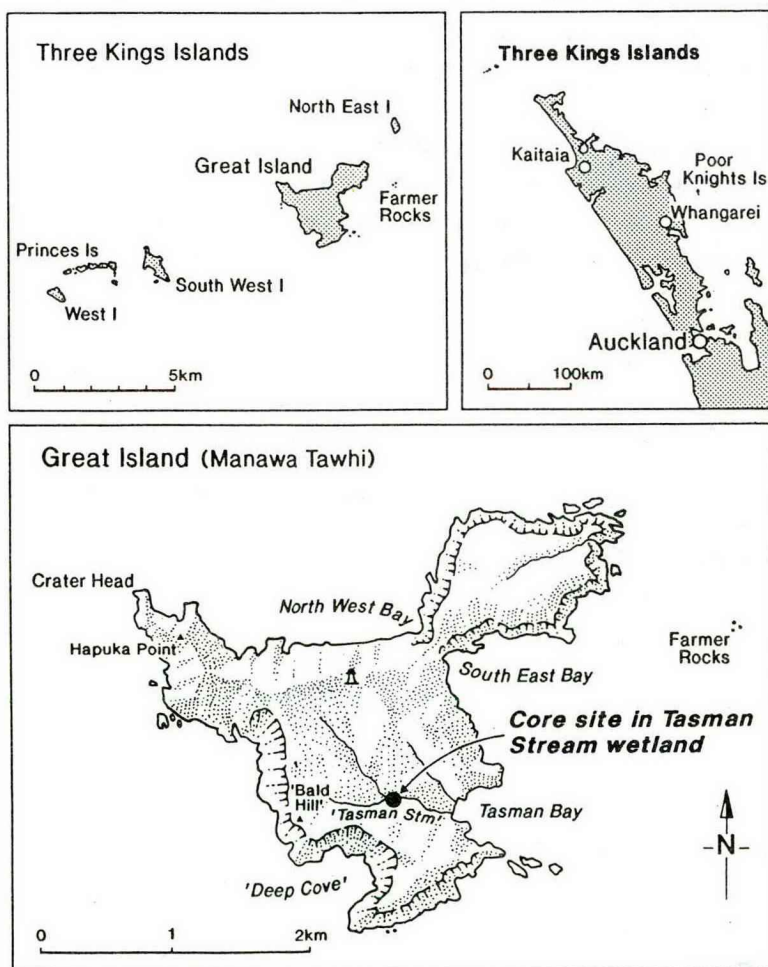 Three Kings Islands
North East I
Great Island
Farmer
Rocks
Princes Is
South West I
West I
0 5km
Three Kings Islands
Kaitaia
Poor
Knights Is
Whangarei
Auckland
0 100km
Great Island (Manawa Tawhi)
Crater Head
North West Bay
Hapuka Point
Farmer
Rocks
South East Bay
Core site in Tasman
Stream wetland
'Bald
Hill'
'Tasman Stm'
Tasman Bay
'Deep Cove'
-N-
0 1 2km